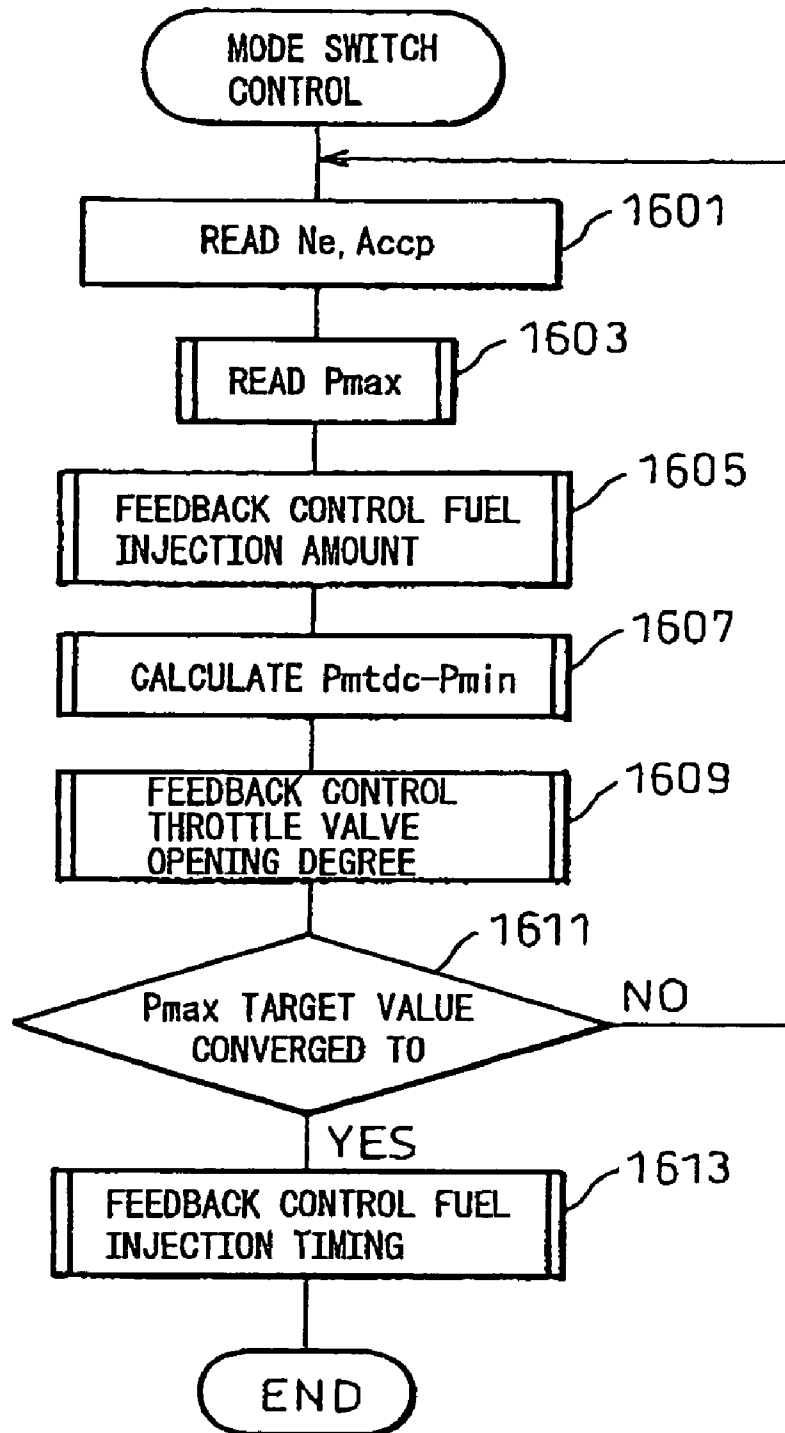 MODE SWITCH
CONTROL
1601
READ Ne, Accp
1603
READ Pmax
1605
FEEDBACK CONTROL FUEL
INJECTION AMOUNT
1607
CALCULATE Pmtdc-Pmin
1609
FEEDBACK CONTROL
THROTTLE VALVE
OPENING DEGREE
1611
Pmax TARGET VALUE
CONVERGED TO
NO
YES
1613
FEEDBACK CONTROL FUEL
INJECTION TIMING
END